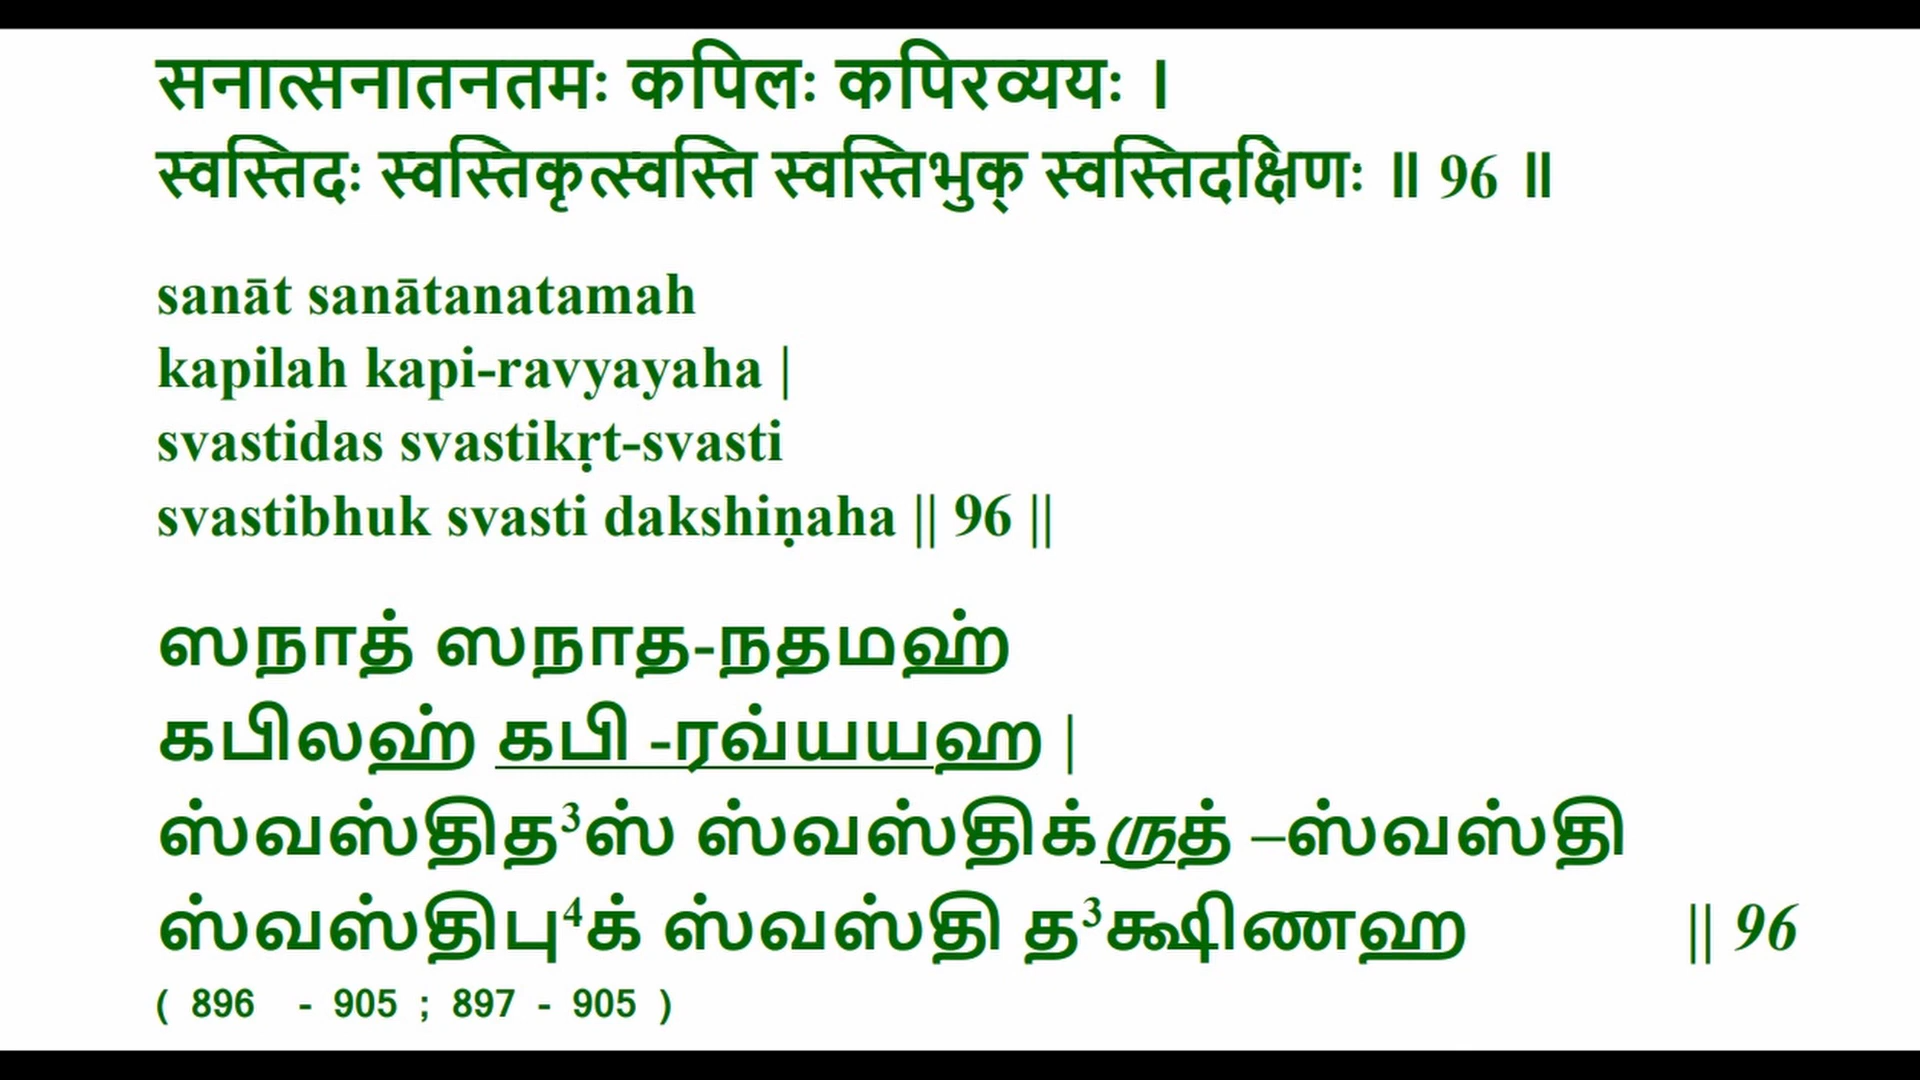 सनात्सनातनतमः कपिलः कपिरव्ययः ।
स्वस्तिदः स्वस्तिकृत्स्वस्ति स्वस्तिभुक् स्वस्तिदक्षिणः ॥ 96 ॥
sanāt sanātanatamah
kapilah kapi-ravyayaha |
svastidas svastikṛt-svasti
svastibhuk svasti dakshiṇaha || 96 ||
ஸநாத் ஸநாத-நதமஹ்
கபிலஹ் கபி -ரவ்யயஹ |
ஸ்வஸ்தித³ஸ் ஸ்வஸ்திக்ருத் –ஸ்வஸ்தி
ஸ்வஸ்திபு⁴க் ஸ்வஸ்தி த³க்ஷிணஹ || 96
( 896 - 905 ; 897 - 905 )